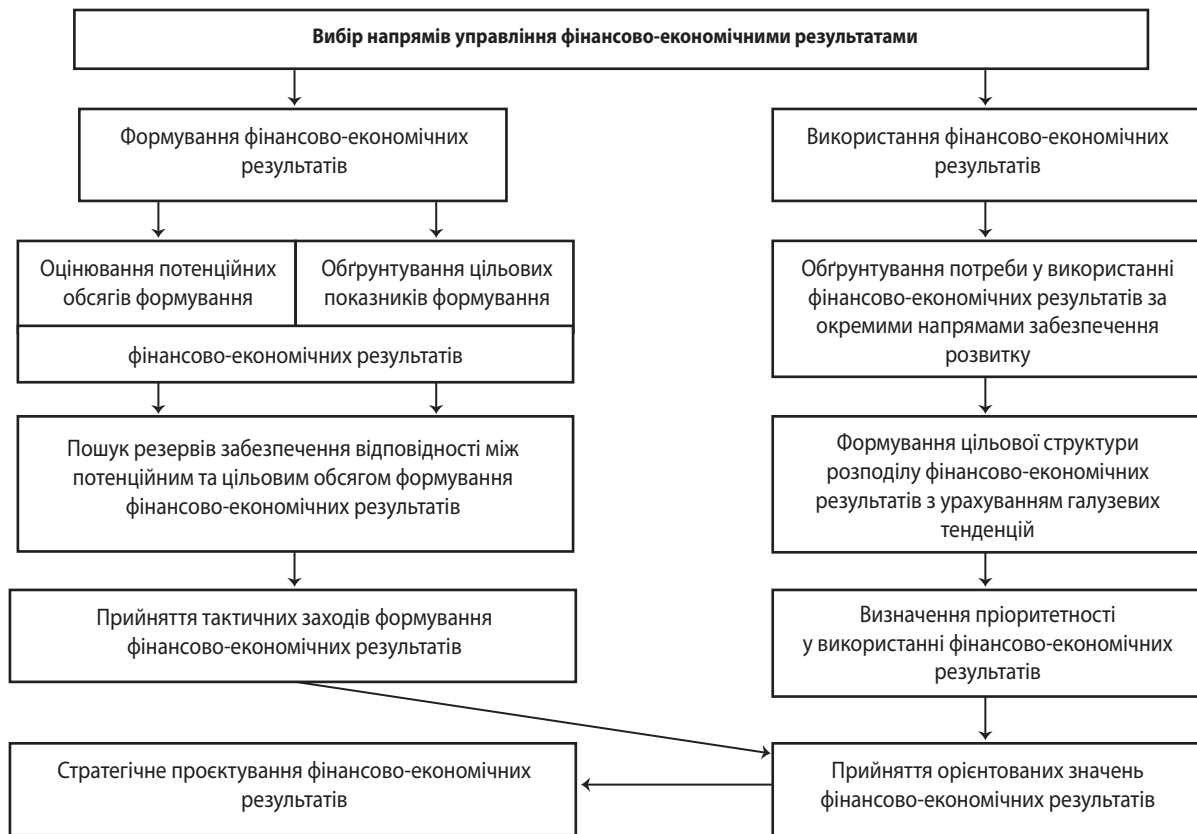 Вибір напрямів управління фінансово-економічними результатами
Формування фінансово-економічних
результатів
Використання фінансово-економічних
результатів
Оцінювання потенційних
обсягів формування
Обґрунтування цільових
показників формування
фінансово-економічних результатів
Обґрунтування потреби у використанні
фінансово-економічних результатів за
окремими напрямами забезпечення
розвитку
Пошук резервів забезпечення відповідності між
потенційним та цільовим обсягом формування
фінансово-економічних результатів
Формування цільової структури
розподілу фінансово-економічних
результатів з урахуванням галузевих
тенденцій
Прийняття тактичних заходів формування
фінансово-економічних результатів
Визначення пріоритетності
у використанні фінансово-економічних
результатів
Стратегічне проєктування фінансово-економічних
результатів
Прийняття орієнтованих значень
фінансово-економічних результатів